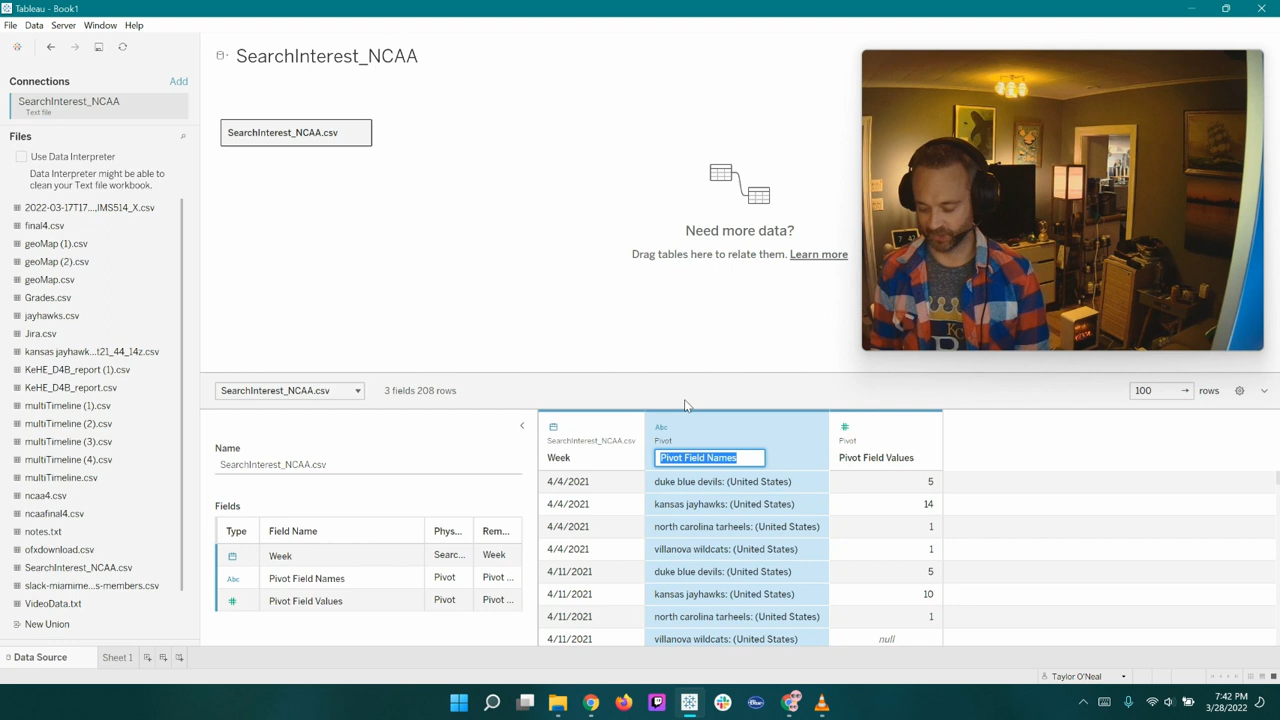 Tableau - Book1
File Data Server Window Help
Connections Add
SearchInterest_NCAA
Text file
Files
Use Data Interpreter
Data Interpreter might be able to
clean your Text file workbook.
2022-03-17T17...,IMS514_X.csv
final4.csv
geoMap (1).csv
geoMap (2).csv
geoMap.csv
Grades.csv
jayhawks.csv
Jira.csv
kansas jayhawk...t21_44_14z.csv
KeHE_D4B_report (1).csv
KeHE_D4B_report.csv
multiTimeline (1).csv
multiTimeline (2).csv
multiTimeline (3).csv
multiTimeline (4).csv
multiTimeline.csv
ncaa4.csv
ncaafinal4.csv
notes.txt
ofxdownload.csv
SearchInterest_NCAA.csv
slack-miamime...s-members.csv
VideoData.txt
New Union
SearchInterest_NCAA
SearchInterest_NCAA.csv
Need more data?
Drag tables here to relate them. Learn more
KC
SearchInterest_NCAA.csv 3 fields 208 rows 100 rows
Name
SearchInterest_NCAA.csv
Fields
Type Field Name Phys... Rem...
Week Searc... Week
Abc Pivot Field Names Pivot Pivot ...
# Pivot Field Values Pivot Pivot ...
Abc #
SearchInterest_NCAA.csv Pivot Pivot
Week Pivot Field Names Pivot Field Values
4/4/2021 duke blue devils: (United States) 5
4/4/2021 kansas jayhawks: (United States) 14
4/4/2021 north carolina tarheels: (United States) 1
4/4/2021 villanova wildcats: (United States) 1
4/11/2021 duke blue devils: (United States) 5
4/11/2021 kansas jayhawks: (United States) 10
4/11/2021 north carolina tarheels: (United States) 1
4/11/2021 villanova wildcats: (United States) null
Data Source Sheet 1
Taylor O'Neal
7:42 PM
3/28/2022